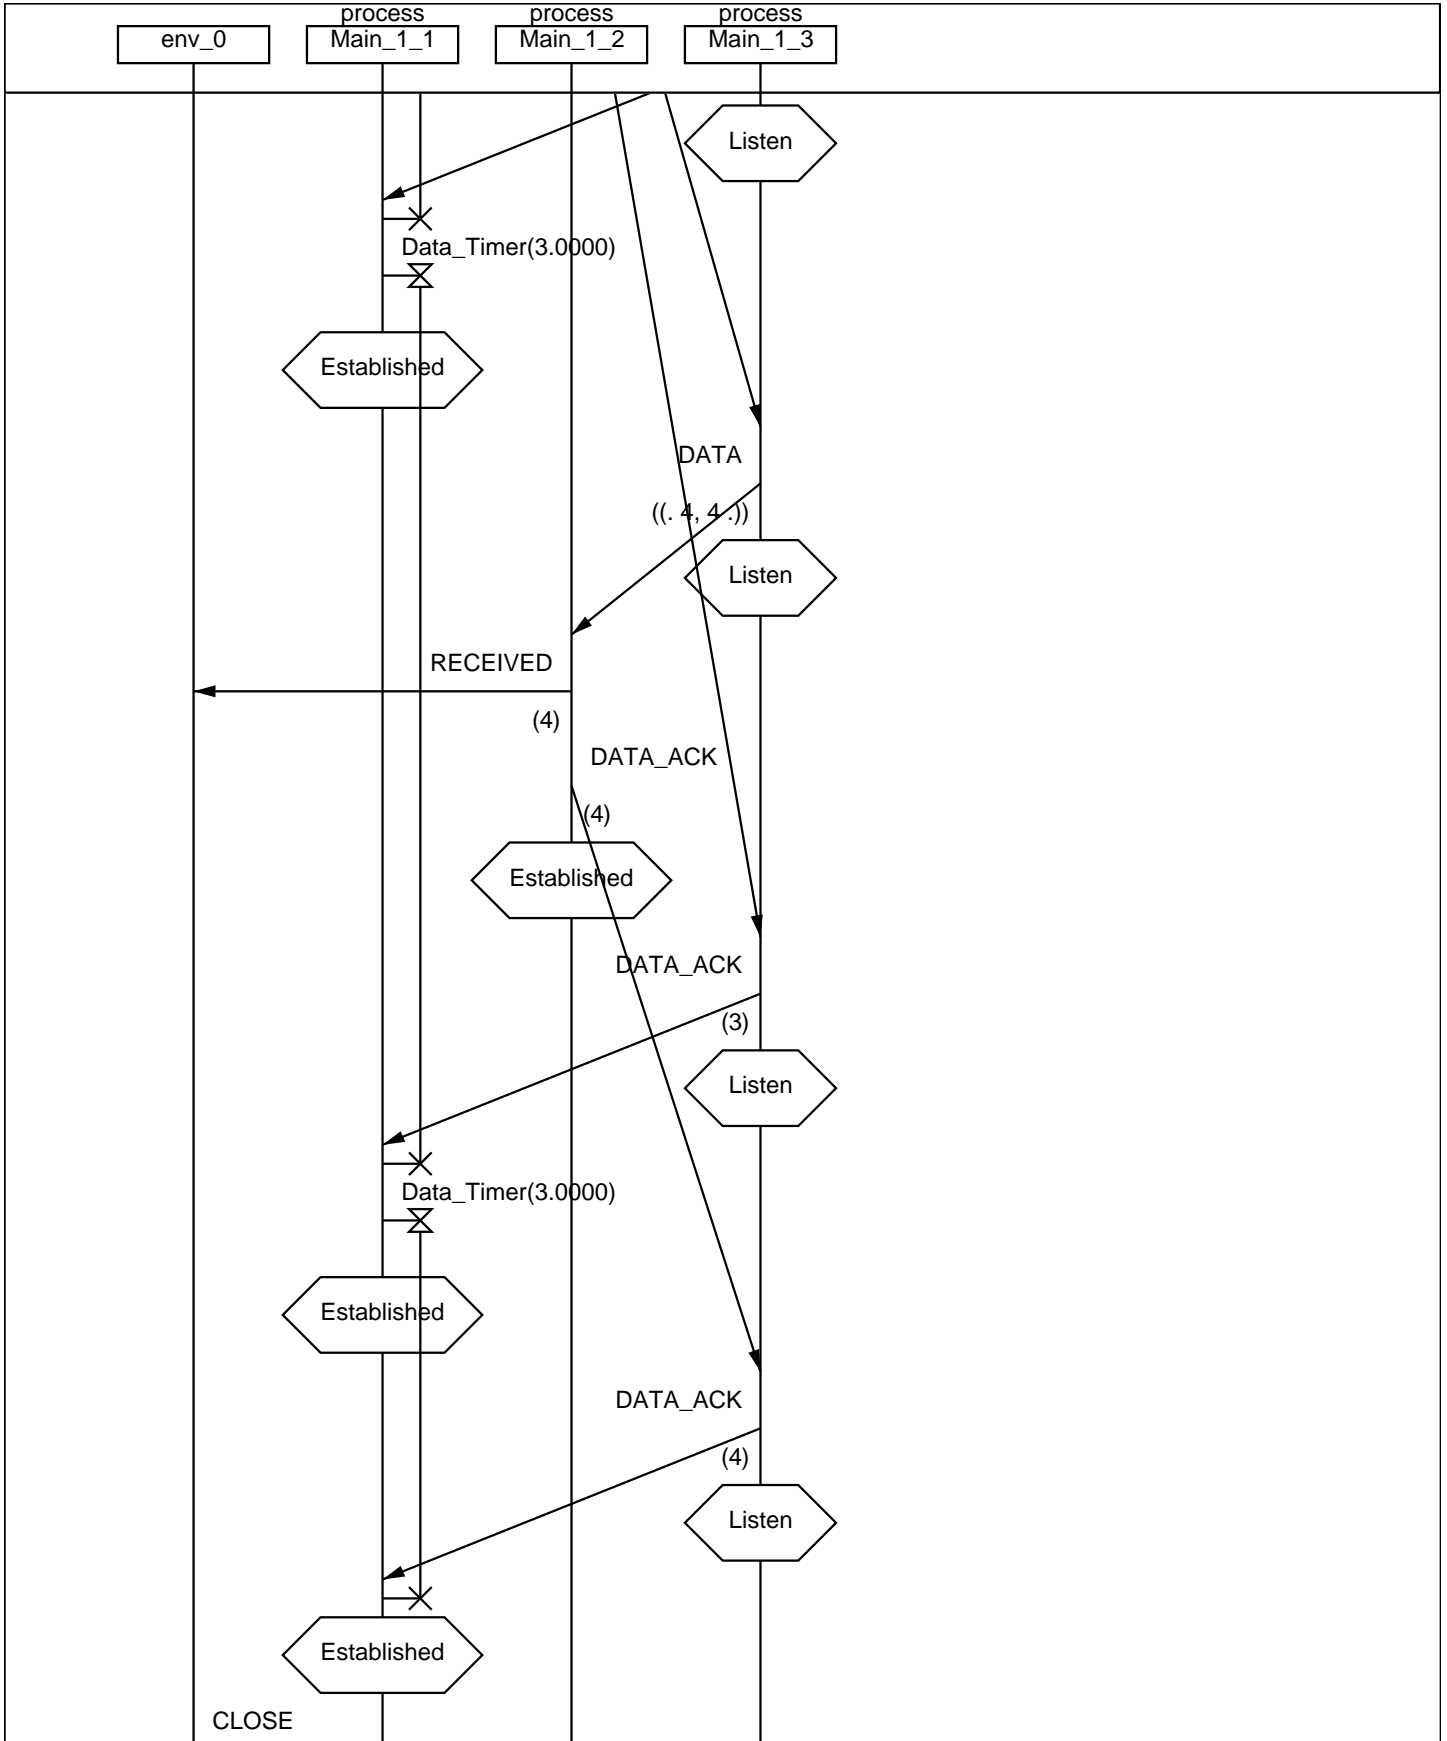 process process process
env_0 Main_1_1 Main_1_2 Main_1_3
Listen
Data_Timer(3.0000)
Established
DATA
((. 4, 4 .))
Listen
RECEIVED
(4)
DATA_ACK
(4)
Established
DATA_ACK
(3)
Listen
Data_Timer(3.0000)
Established
DATA_ACK
(4)
Listen
Established
CLOSE